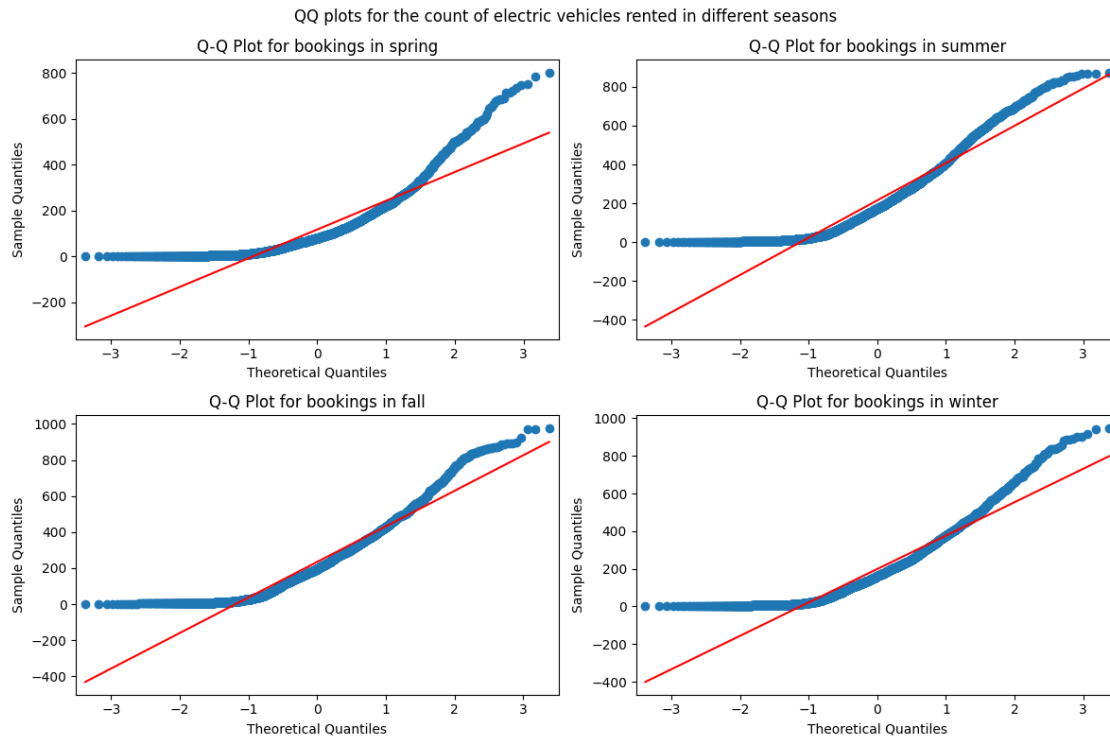 QQ plots for the count of electric vehicles rented in different seasons
Q-Q Plot for bookings in spring
800
600
400
200
0
−200
Sample Quantiles
−3 −2 −1 0 1 2 3
Theoretical Quantiles
Q-Q Plot for bookings in summer
800
600
400
200
0
−200
−400
Sample Quantiles
−3 −2 −1 0 1 2 3
Theoretical Quantiles
Q-Q Plot for bookings in fall
1000
800
600
400
200
0
−200
−400
Sample Quantiles
−3 −2 −1 0 1 2 3
Theoretical Quantiles
Q-Q Plot for bookings in winter
1000
800
600
400
200
0
−200
−400
Sample Quantiles
−3 −2 −1 0 1 2 3
Theoretical Quantiles